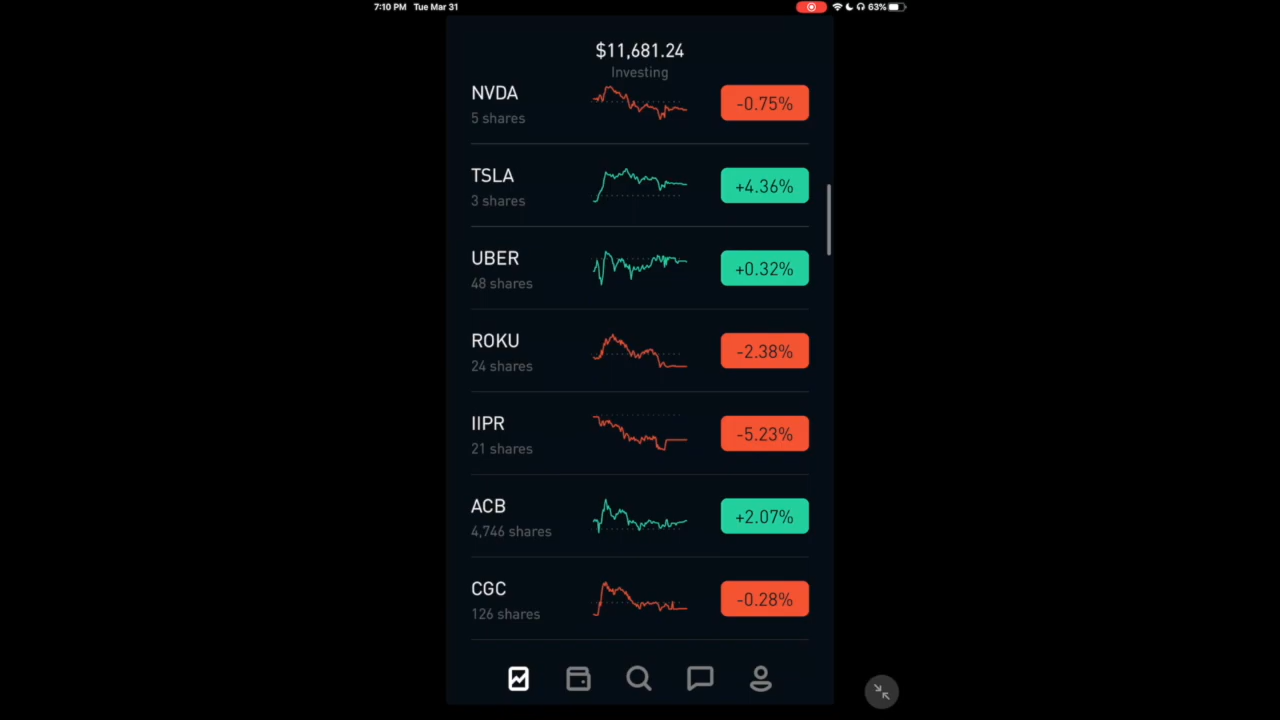 7:10 PM Tue Mar 31
63%
$11,681.24
Investing
NVDA
5 shares
-0.75%
TSLA
3 shares
+4.36%
UBER
48 shares
+0.32%
ROKU
24 shares
-2.38%
IIPR
21 shares
-5.23%
ACB
4,746 shares
+2.07%
CGC
126 shares
-0.28%